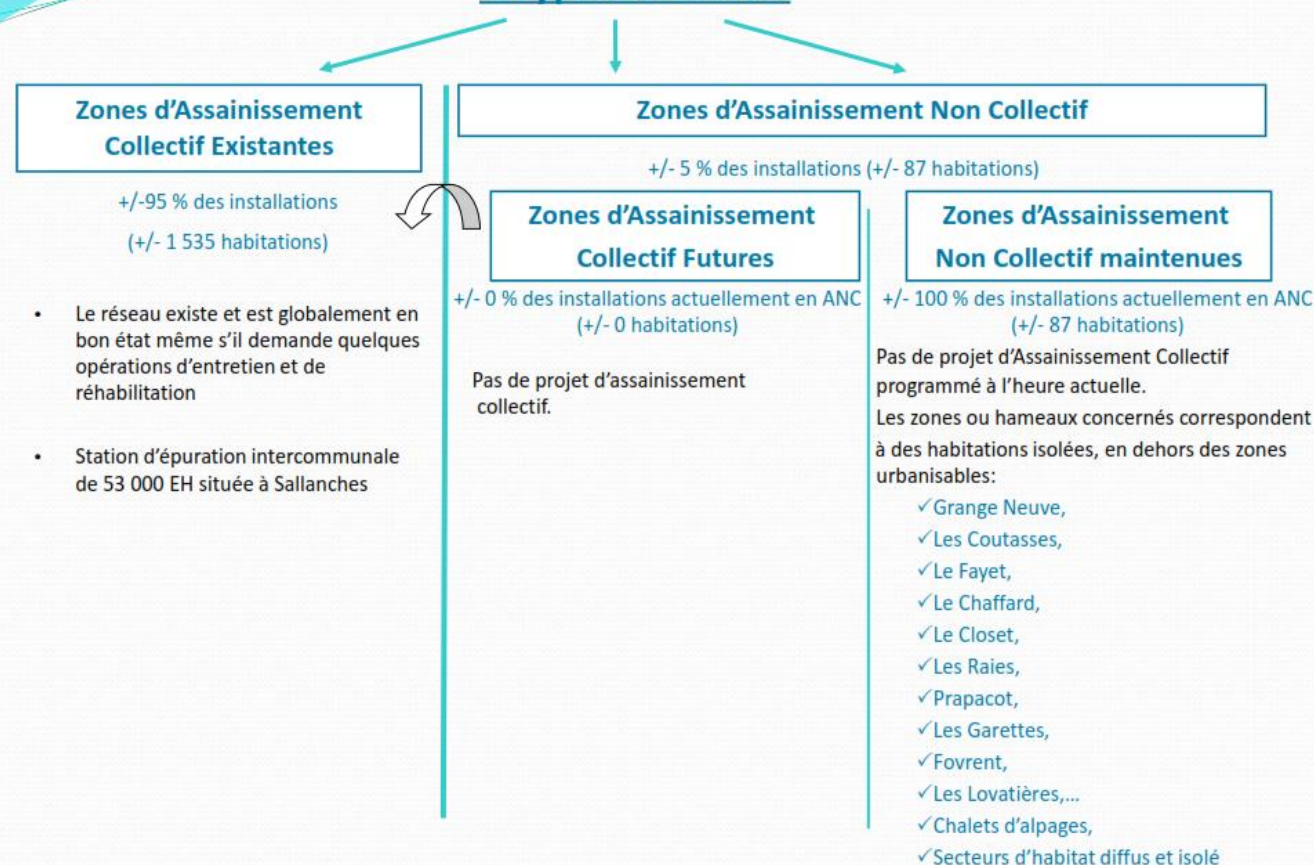 Zones d'Assainissement
Collectif Existantes
+/-95 % des installations
(+/- 1 535 habitations)
• Le réseau existe et est globalement en
bon état même s'il demande quelques
opérations d'entretien et de
réhabilitation
• Station d'épuration intercommunale
de 53 000 EH située à Sallanches
Zones d'Assainissement Non Collectif
+/- 5 % des installations (+/- 87 habitations)
Zones d'Assainissement
Collectif Futures
+/- 0 % des installations actuellement en ANC
(+/- 0 habitations)
Pas de projet d'assainissement
collectif.
Zones d'Assainissement
Non Collectif maintenues
+/- 100 % des installations actuellement en ANC
(+/- 87 habitations)
Pas de projet d'Assainissement Collectif
programmé à l'heure actuelle.
Les zones ou hameaux concernés correspondent
à des habitations isolées, en dehors des zones
urbanisables:
✓Grange Neuve,
✓Les Coutasses,
✓Le Fayet,
✓Le Chaffard,
✓Le Closet,
✓Les Raies,
✓Prapacot,
✓Les Garettes,
✓Fovrent,
✓Les Lovatières,...
✓Chalets d'alpages,
✓Secteurs d'habitat diffus et isolé